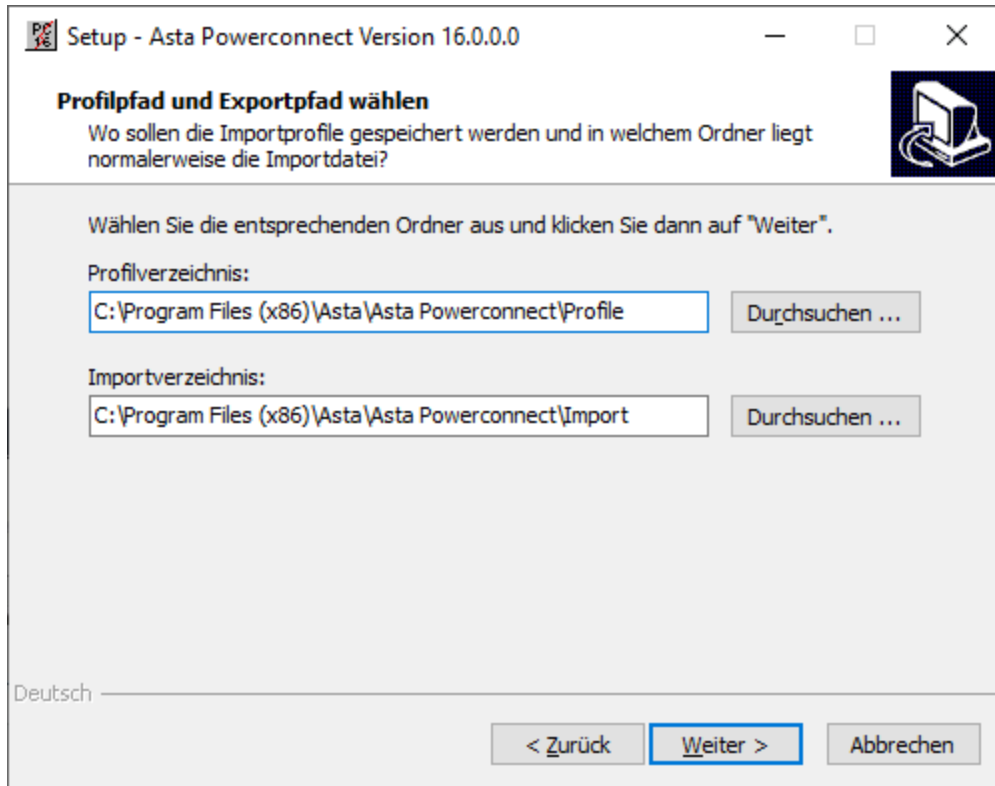 Setup - Asta Powerconnect Version 16.0.0.0
Profilpfad und Exportpfad wählen
Wo sollen die Importprofile gespeichert werden und in welchem Ordner liegt
normalerweise die Importdatei?
Wählen Sie die entsprechenden Ordner aus und klicken Sie dann auf "Weiter".
Profilverzeichnis:
C:\Program Files (x86)\Asta\Asta Powerconnect\Profile
Durchsuchen ...
Importverzeichnis:
C:\Program Files (x86)\Asta\Asta Powerconnect\Import
Durchsuchen ...
Deutsch
< Zurück
Weiter >
Abbrechen